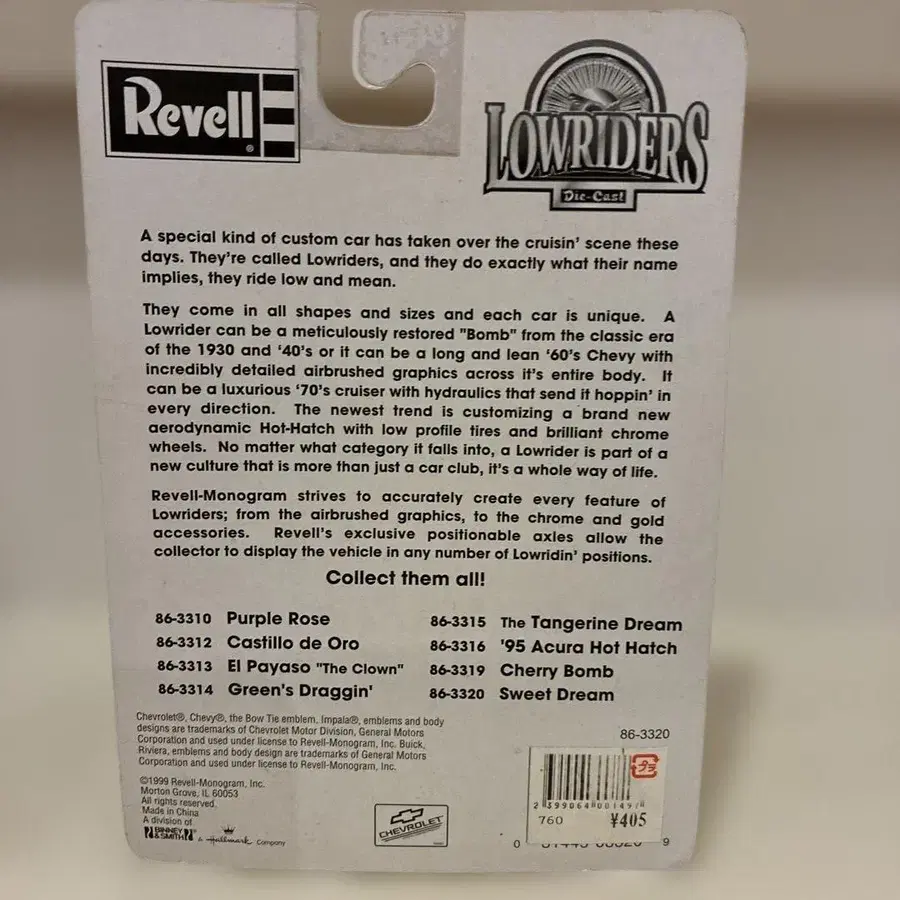 Revell®
LOWRIDERS
Die-Cast
A special kind of custom car has taken over the cruisin' scene these
days. They're called Lowriders, and they do exactly what their name
implies, they ride low and mean.
They come in all shapes and sizes and each car is unique. A
Lowrider can be a meticulously restored "Bomb" from the classic era
of the 1930 and '40's or it can be a long and lean '60's Chevy with
incredibly detailed airbrushed graphics across it's entire body. It
can be a luxurious '70's cruiser with hydraulics that send it hoppin' in
every direction. The newest trend is customizing a brand new
aerodynamic Hot-Hatch with low profile tires and brilliant chrome
wheels. No matter what category it falls into, a Lowrider is part of a
new culture that is more than just a car club, it's a whole way of life.
Revell-Monogram strives to accurately create every feature of
Lowriders; from the airbrushed graphics, to the chrome and gold
accessories. Revell's exclusive positionable axles allow the
collector to display the vehicle in any number of Lowridin' positions.
Collect them all!
86-3310 Purple Rose
86-3312 Castillo de Oro
86-3313 El Payaso "The Clown"
86-3314 Green's Draggin'
86-3315 The Tangerine Dream
86-3316 '95 Acura Hot Hatch
86-3319 Cherry Bomb
86-3320 Sweet Dream
Chevrolet®, Chevy®, the Bow Tie emblem, Impala®, emblems and body
designs are trademarks of Chevrolet Motor Division, General Motors
Corporation and used under license to Revell-Monogram, Inc. Buick,
Riviera, emblems and body design are trademarks of General Motors
Corporation and used under license to Revell-Monogram, Inc.
©1999 Revell-Monogram, Inc.
Morton Grove, IL 60053
All rights reserved.
Made in China
A division of
BINNEY
& SMITH
a Hallmark Company
CHEVROLET
86-3320
プラ
2 399064 001497
760 ¥405
0 9